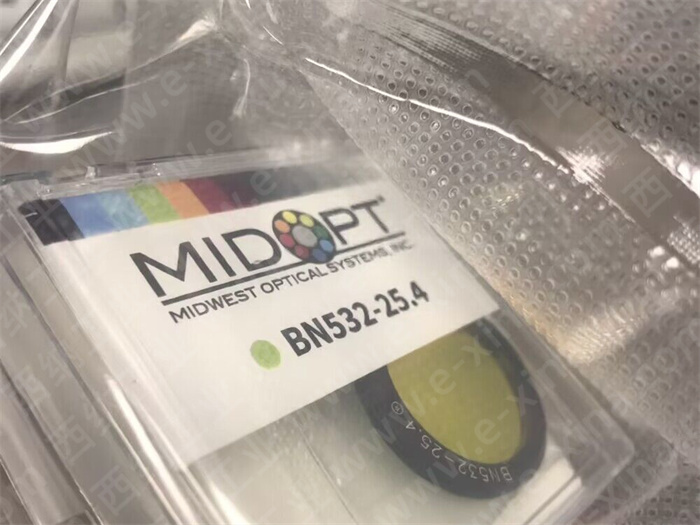 MIDOPT
MIDWEST OPTICAL SYSTEMS, INC.
BN532-25.4
BN532-25.4